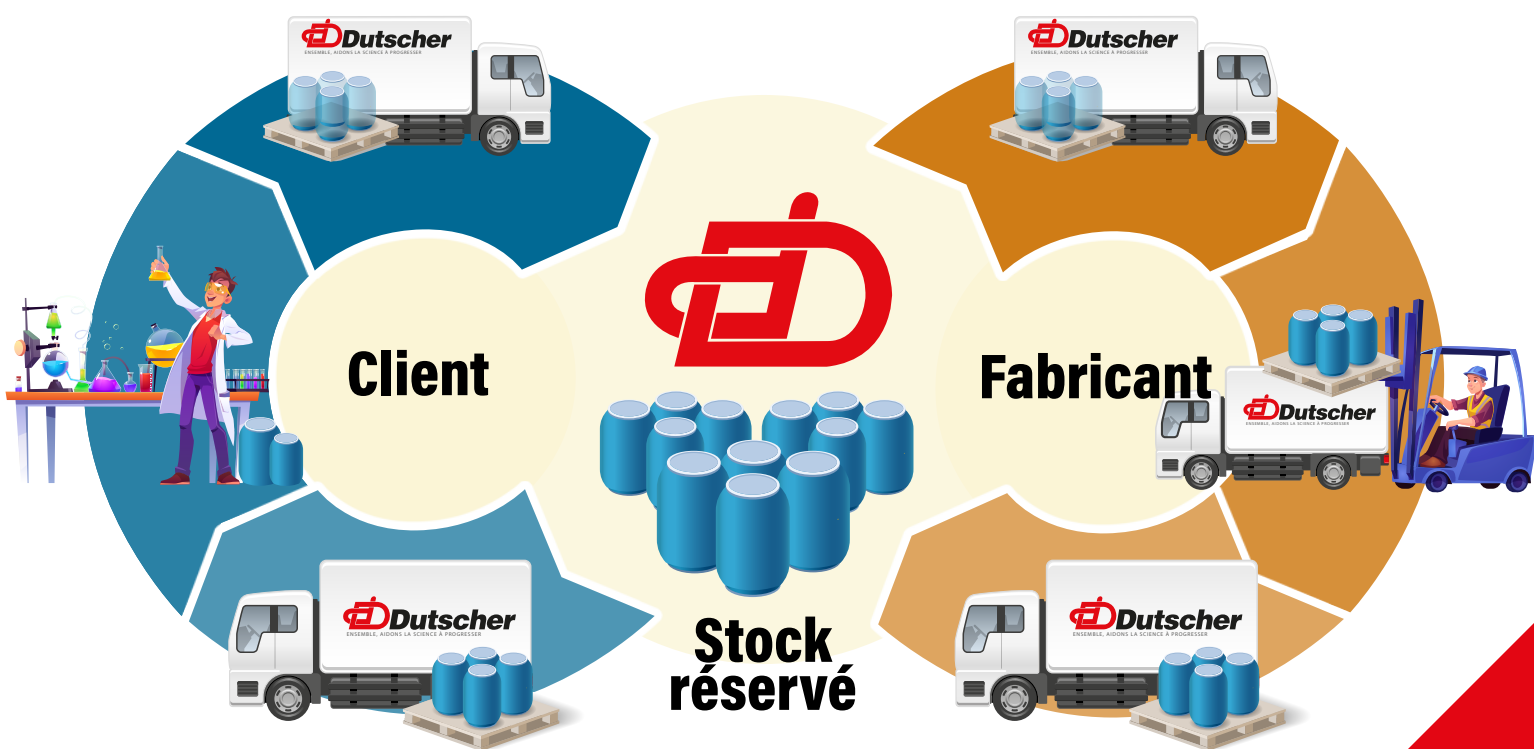 Dutscher
ENSEMBLE, AIDONS LA SCIENCE À PROGRESSER
Dutscher
ENSEMBLE, AIDONS LA SCIENCE À PROGRESSER
Client
Fabricant
Dutscher
ENSEMBLE, AIDONS LA SCIENCE À PROGRESSER
Dutscher
ENSEMBLE, AIDONS LA SCIENCE À PROGRESSER
Stock
réservé
Dutscher
ENSEMBLE, AIDONS LA SCIENCE À PROGRESSER